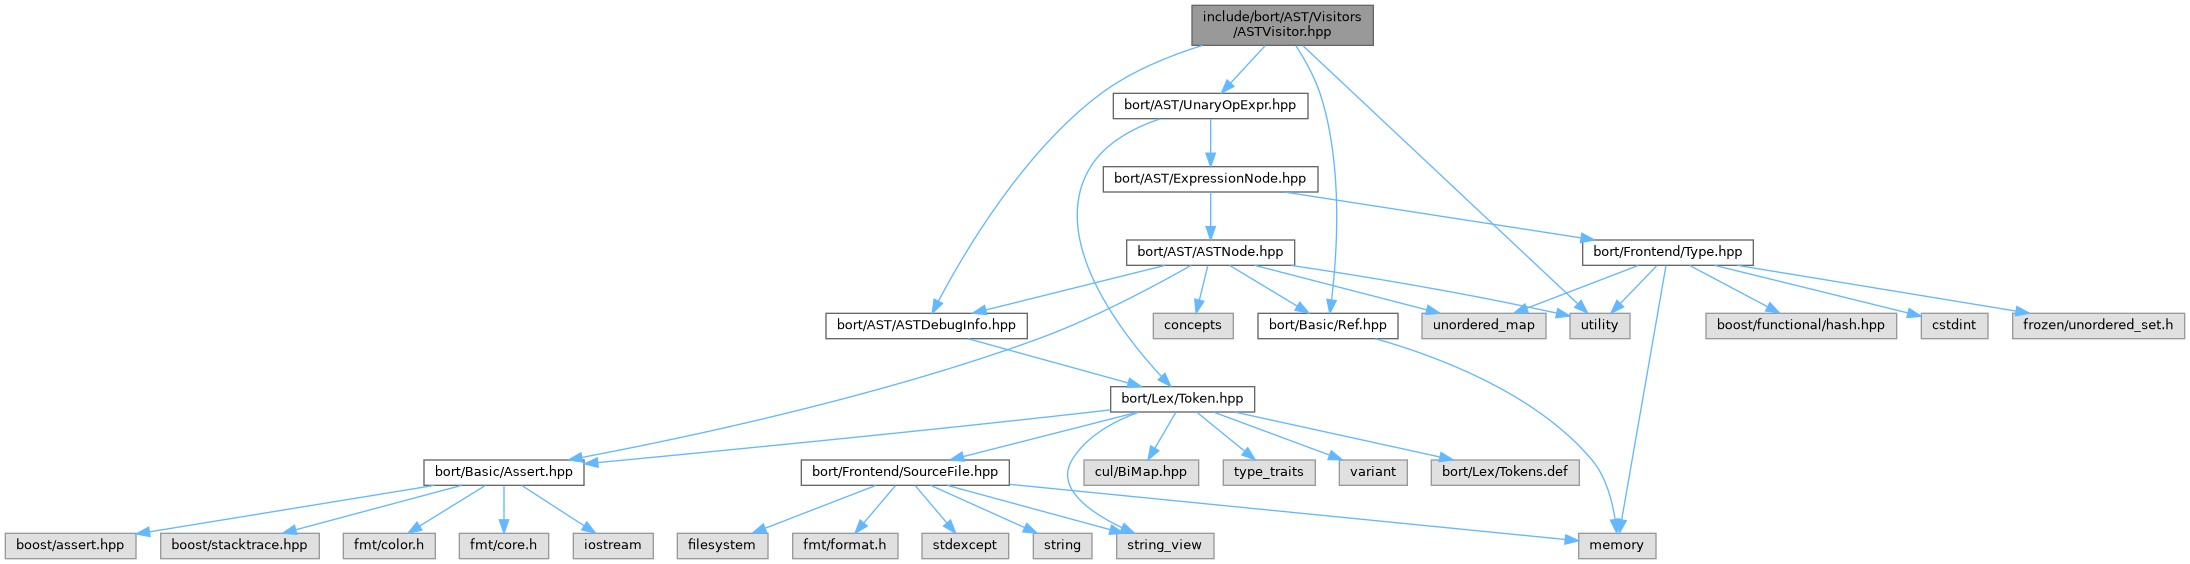 include/bort/AST/Visitors
/ASTVisitor.hpp
bort/AST/UnaryOpExpr.hpp
bort/AST/ExpressionNode.hpp
bort/AST/ASTNode.hpp
bort/Frontend/Type.hpp
bort/AST/ASTDebugInfo.hpp
concepts
bort/Basic/Ref.hpp
unordered_map
utility
boost/functional/hash.hpp
cstdint
frozen/unordered_set.h
bort/Lex/Token.hpp
bort/Basic/Assert.hpp
bort/Frontend/SourceFile.hpp
cul/BiMap.hpp
type_traits
variant
bort/Lex/Tokens.def
boost/assert.hpp
boost/stacktrace.hpp
fmt/color.h
fmt/core.h
iostream
filesystem
fmt/format.h
stdexcept
string
string_view
memory